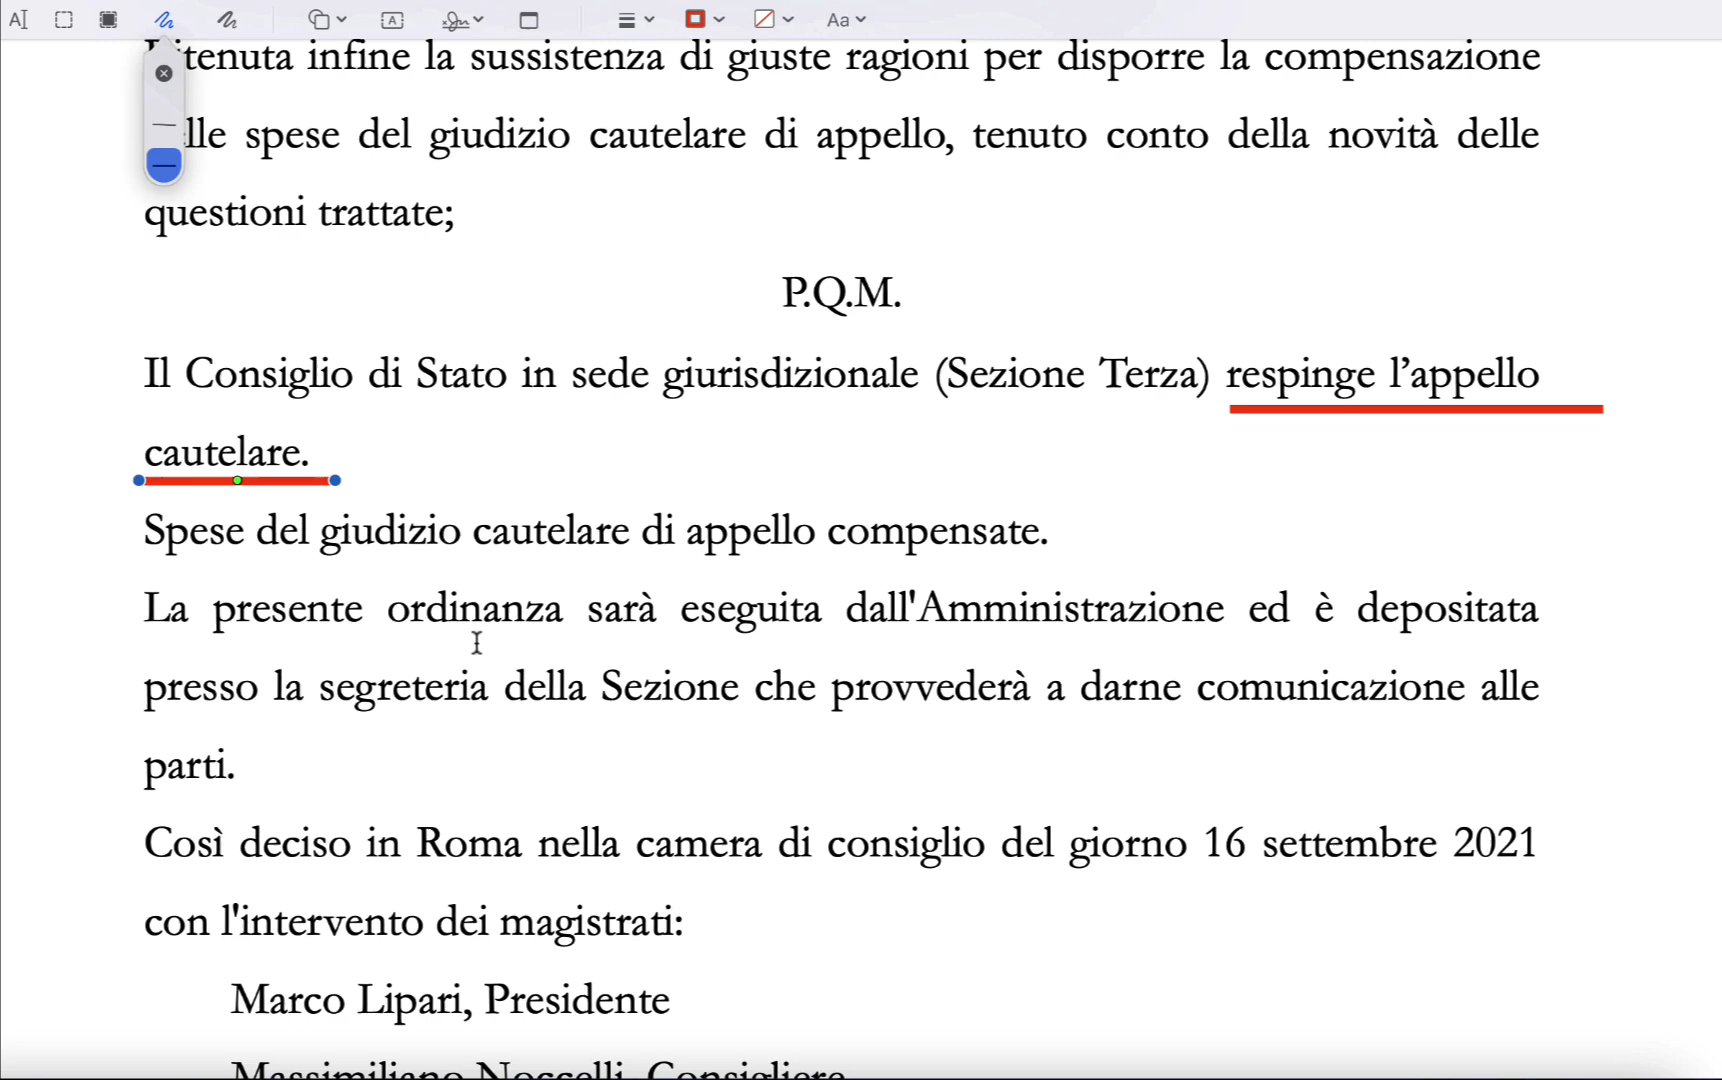 Ritenuta infine la sussistenza di giuste ragioni per disporre la compensazione
spese del giudizio cautelare di appello, tenuto conto della novità delle
questioni trattate;
P.Q.M.
Il Consiglio di Stato in sede giurisdizionale (Sezione Terza) respinge l’appello
cautelare.
Spese del giudizio cautelare di appello compensate.
La presente ordinanza sarà eseguita dall'Amministrazione ed è depositata
presso la segreteria della Sezione che provvederà a darne comunicazione alle
parti.
Così deciso in Roma nella camera di consiglio del giorno 16 settembre 2021
con l'intervento dei magistrati:
Marco Lipari, Presidente
Massimiliano Noccelli, Consigliere